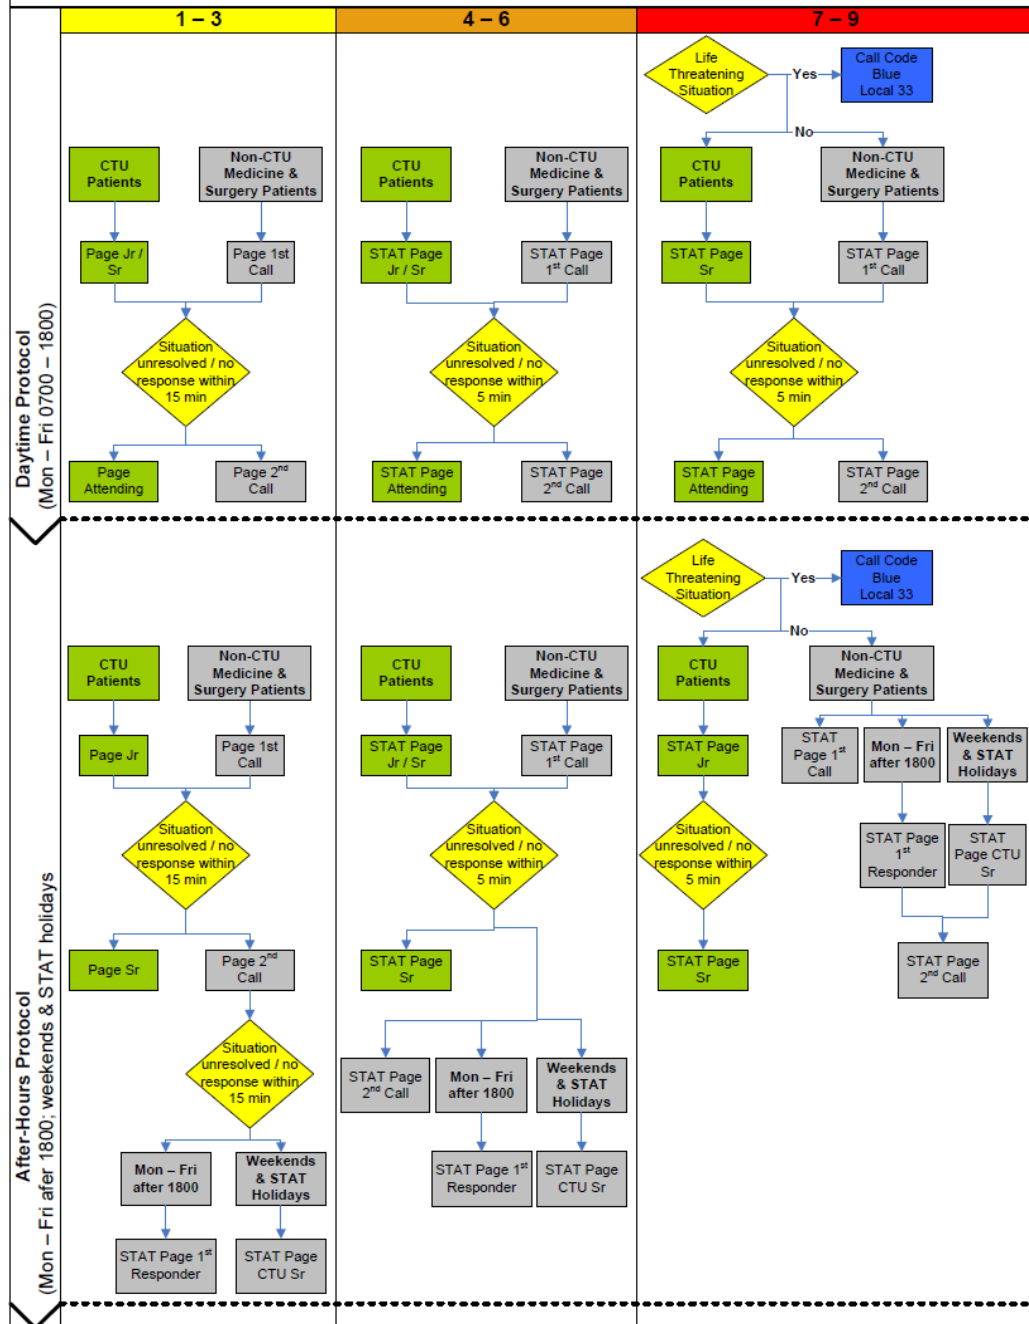 1 – 3
4 – 6
7 – 9
Daytime Protocol
(Mon – Fri 0700 – 1800)
CTU
Patients
Non-CTU
Medicine &
Surgery Patients
Page Jr /
Sr
Page 1st
Call
Situation
unresolved / no
response within
15 min
Page
Attending
Page 2nd
Call
CTU
Patients
Non-CTU
Medicine &
Surgery Patients
STAT Page
Jr / Sr
STAT Page
1st Call
Situation
unresolved / no
response within
5 min
STAT Page
Attending
STAT Page
2nd Call
Life
Threatening
Situation
Yes
Call Code
Blue
Local 33
No
CTU
Patients
Non-CTU
Medicine &
Surgery Patients
STAT Page
Sr
STAT Page
1st Call
Situation
unresolved / no
response within
5 min
STAT Page
Attending
STAT Page
2nd Call
After-Hours Protocol
(Mon – Fri afer 1800; weekends & STAT holidays
CTU
Patients
Non-CTU
Medicine &
Surgery Patients
Page Jr
Page 1st
Call
Situation
unresolved / no
response within
15 min
Page Sr
Page 2nd
Call
Situation
unresolved / no
response within
15 min
Mon – Fri
after 1800
Weekends
& STAT
Holidays
STAT Page 1st
Responder
STAT Page
CTU Sr
CTU
Patients
Non-CTU
Medicine &
Surgery Patients
STAT Page
Jr / Sr
STAT Page
1st Call
Situation
unresolved / no
response within
5 min
STAT Page
Sr
STAT Page
2nd Call
Mon – Fri
after 1800
Weekends
& STAT
Holidays
STAT Page 1st
Responder
STAT Page
CTU Sr
Life
Threatening
Situation
Yes
Call Code
Blue
Local 33
No
CTU
Patients
Non-CTU
Medicine &
Surgery Patients
STAT Page
Jr
STAT
Page 1st
Call
Mon – Fri
after 1800
Weekends
& STAT
Holidays
Situation
unresolved / no
response within
5 min
STAT Page
1st
Responder
STAT
Page CTU
Sr
STAT Page
Sr
STAT Page
2nd Call